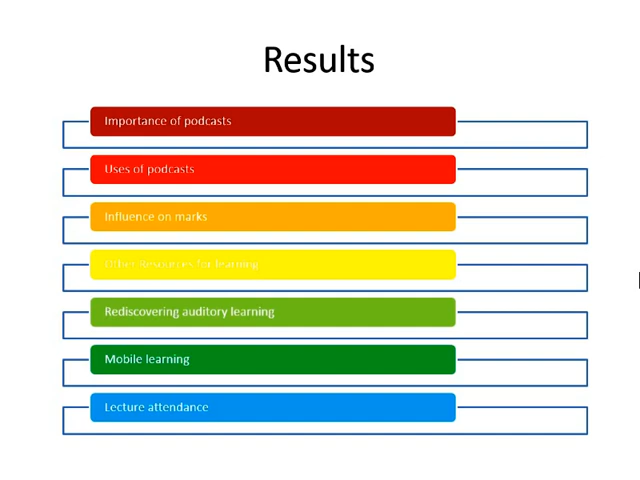 Results
Importance of podcasts
Uses of podcasts
Influence on marks
Other Resources for learning
Rediscovering auditory learning
Mobile learning
Lecture attendance